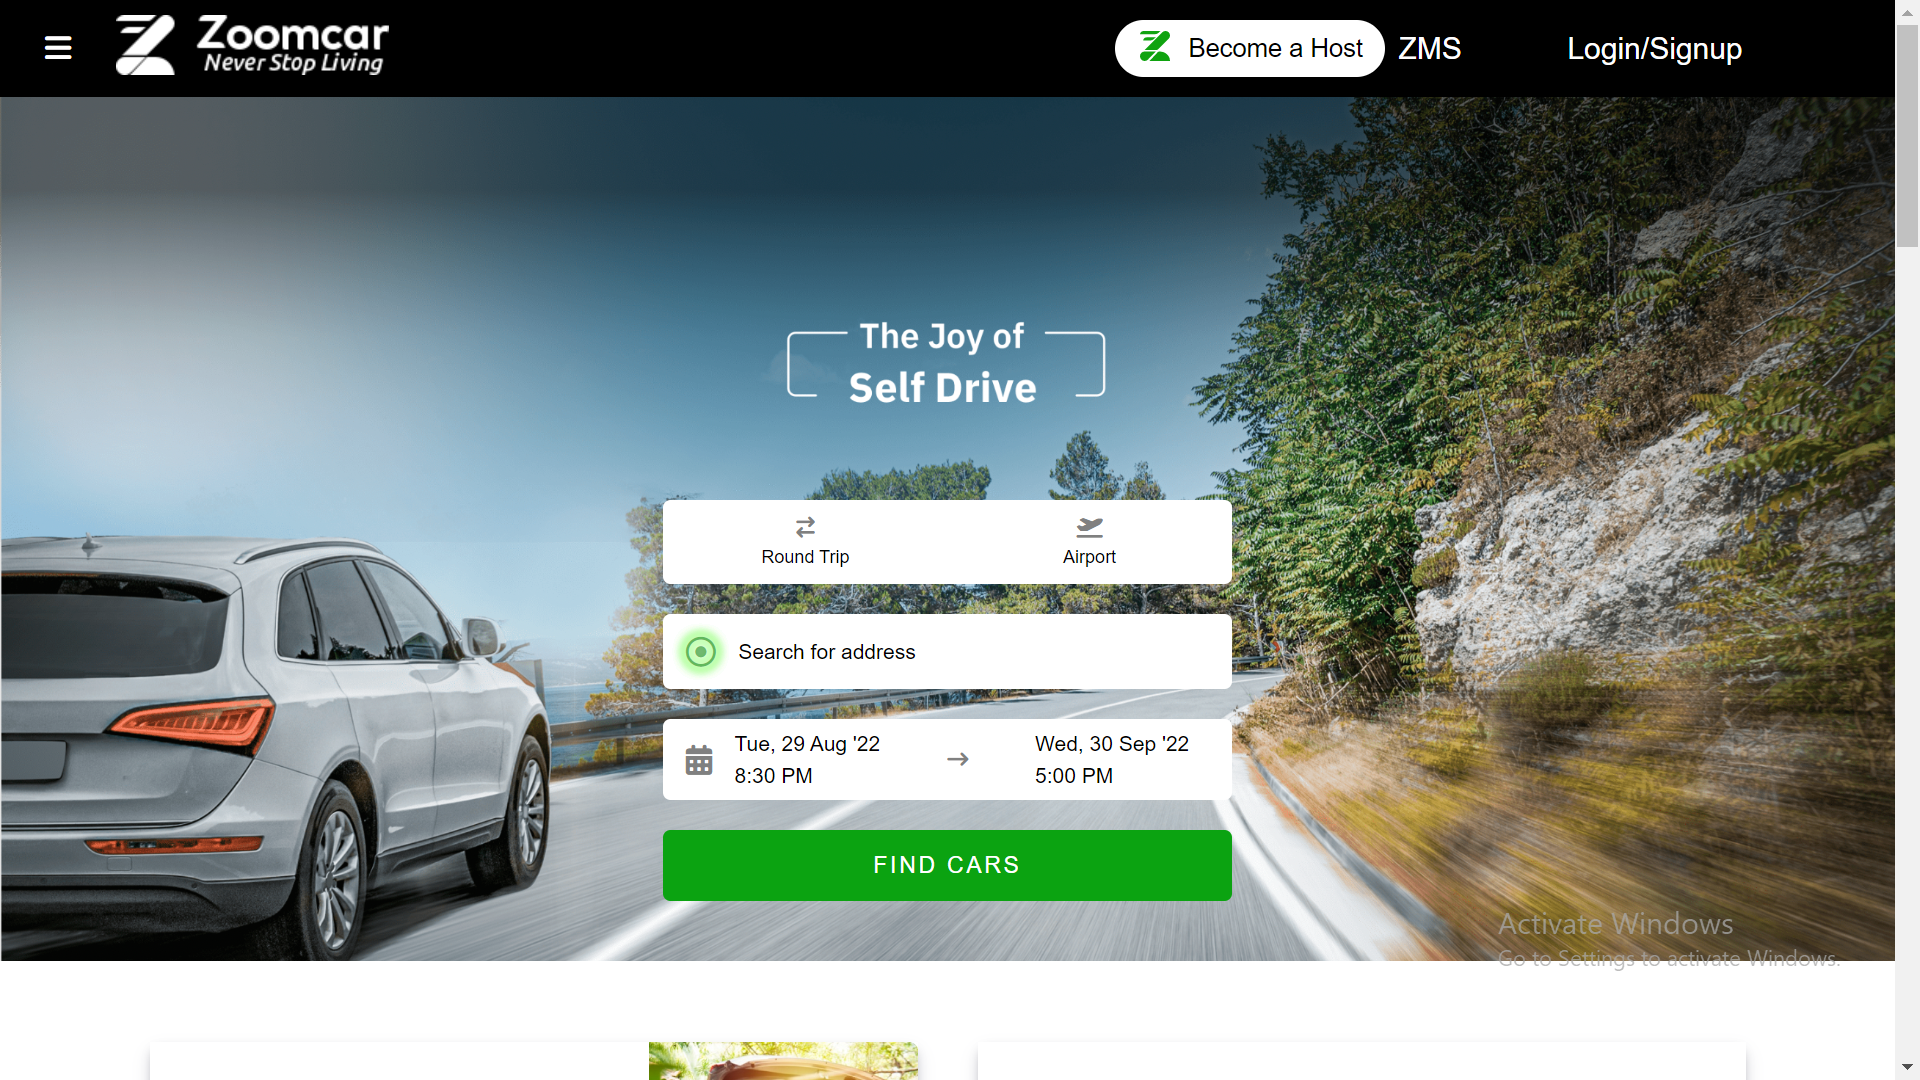 Zoomcar
Never Stop Living
Become a Host
ZMS
Login/Signup
The Joy of
Self Drive
Round Trip
Airport
Search for address
Tue, 29 Aug '22
8:30 PM
Wed, 30 Sep '22
5:00 PM
FIND CARS
Activate Windows
Go to Settings to activate Windows.